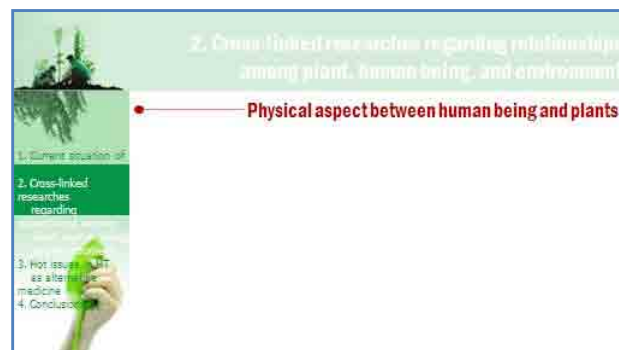 2. Cross-linked researches regarding relationships
among plant, human being, and environment
Physical aspect between human being and plants
1. Current situation of
2. Cross-linked
researches
regarding
3. Hot issues
as alternative
medicine
4. Conclusion